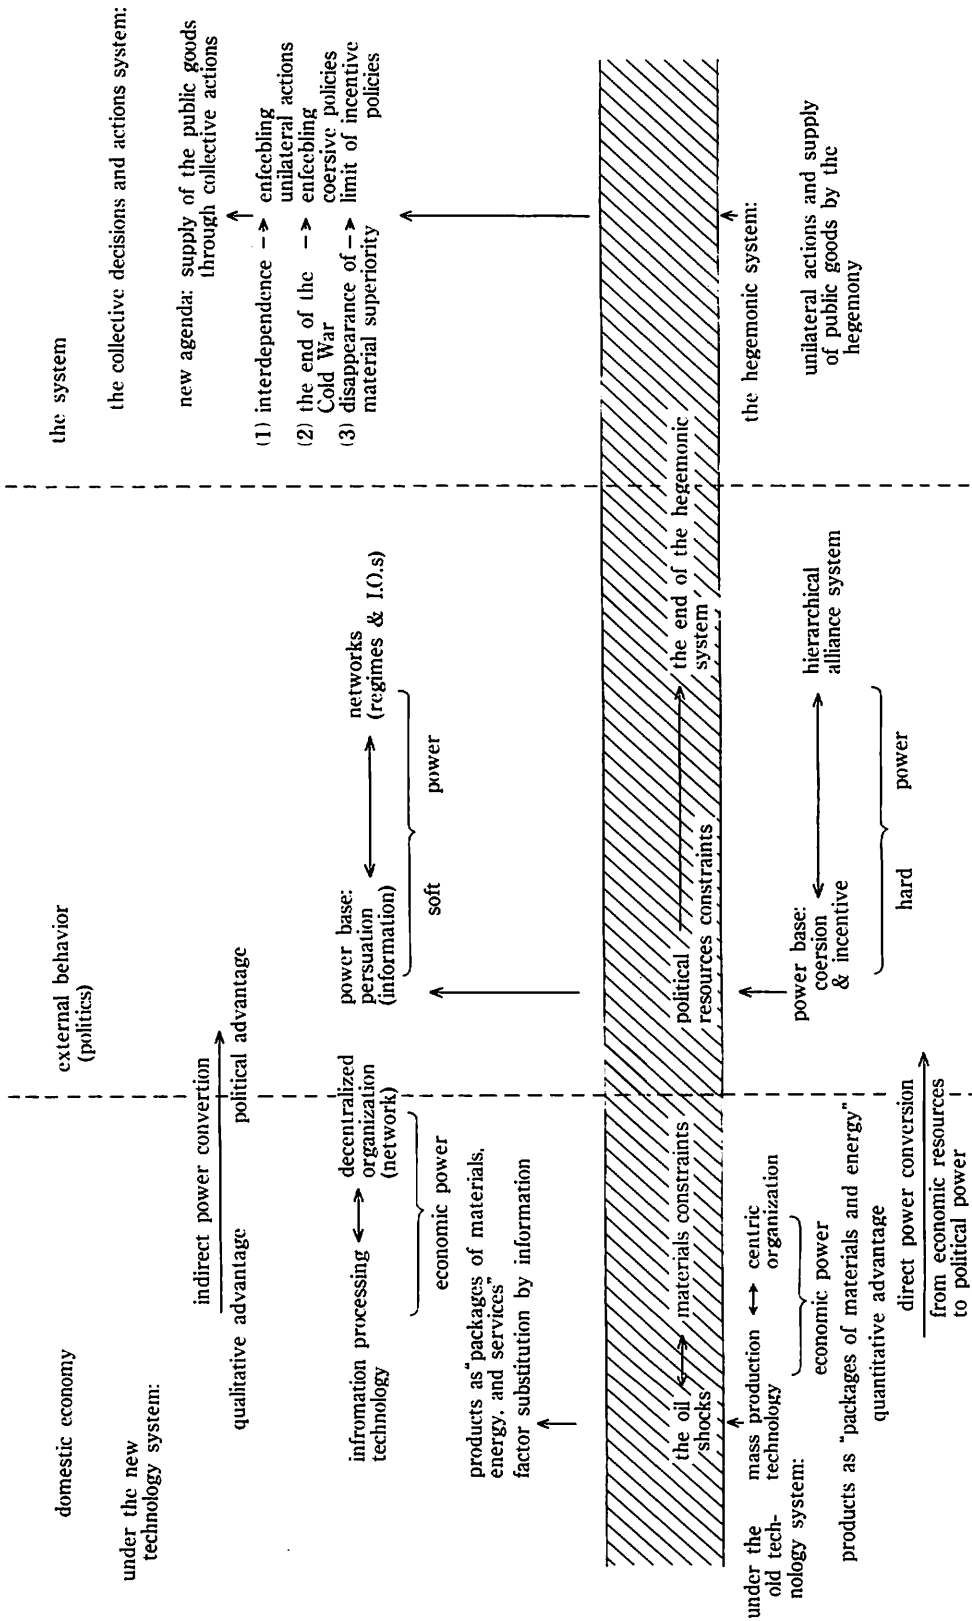 domestic economy
external behavior
(politics)
the system
under the new
technology system:
the collective decisions and actions system:
indirect power convertion
qualitative advantage
political advantage
new agenda: supply of the public goods
through collective actions
infromation processing
technology
decentralized
organization
(network)
economic power
products as "packages of materials,
energy, and services"
factor substitution by information
power base:
persuation
(information)
networks
(regimes & I.O.s)
soft power
(1) interdependence → enfeebling
unilateral actions
(2) the end of the → enfeebling
Cold War coersive policies
(3) disappearance of → limit of incentive
material superiority policies
the oil
shocks
materials constraints
political
resources constraints
the end of the hegemonic
system
under the
old tech-
nology system:
mass production
technology
centric
organization
economic power
products as "packages of materials and energy"
quantitative advantage
direct power conversion
from economic resources
to political power
power base:
coersion
& incentive
hierarchical
alliance system
hard power
the hegemonic system:
unilateral actions and supply
of public goods by the
hegemony